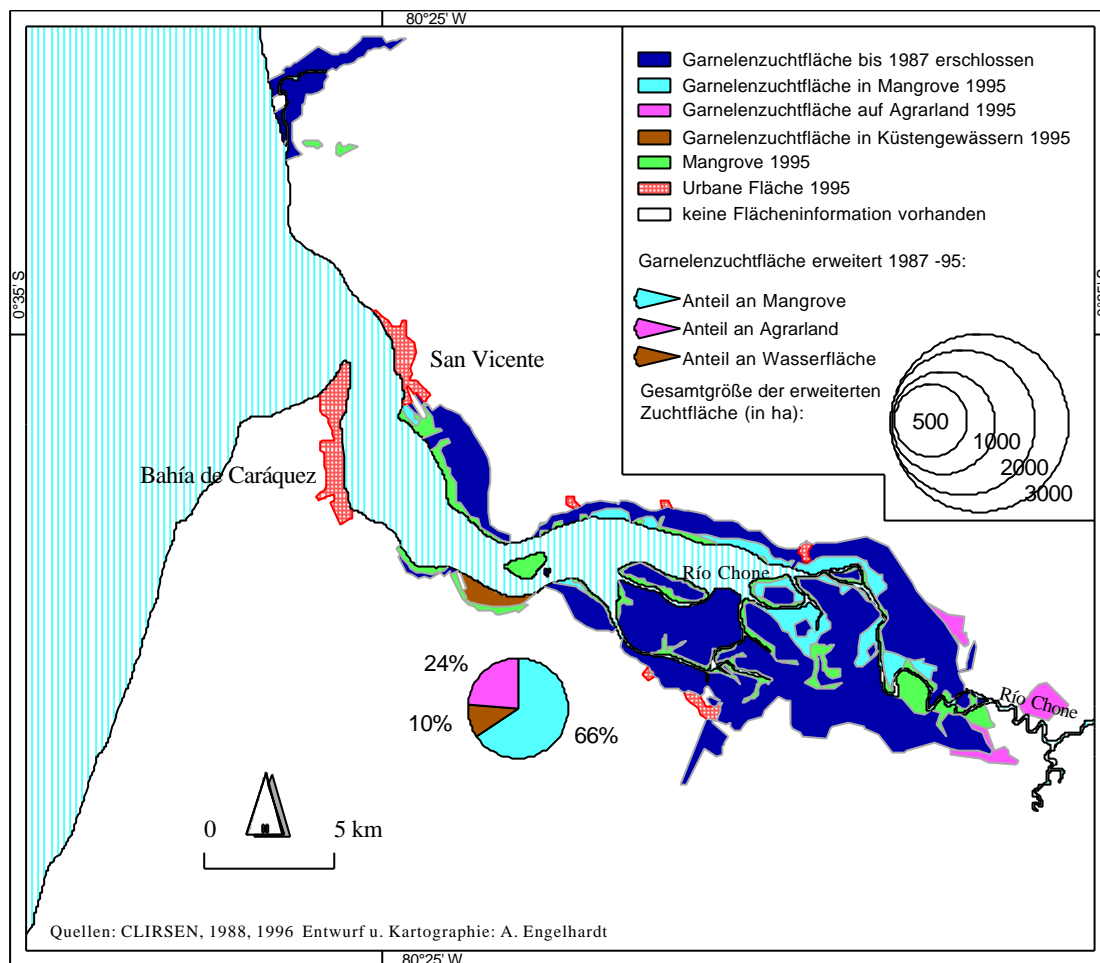 80°25' W
Garnelenzuchtfläche bis 1987 erschlossen
Garnelenzuchtfläche in Mangrove 1995
Garnelenzuchtfläche auf Agrarland 1995
Garnelenzuchtfläche in Küstengewässern 1995
Mangrove 1995
Urbane Fläche 1995
keine Flächeninformation vorhanden
Garnelenzuchtfläche erweitert 1987 -95:
Anteil an Mangrove
Anteil an Agrarland
Anteil an Wasserfläche
Gesamtgröße der erweiterten
Zuchtfläche (in ha):
500
1000
2000
3000
0°35' S
San Vicente
Bahía de Caráquez
Río Chone
Río Chone
24%
10%
66%
N
0 5 km
Quellen: CLIRSEN, 1988, 1996 Entwurf u. Kartographie: A. Engelhardt
80°25' W